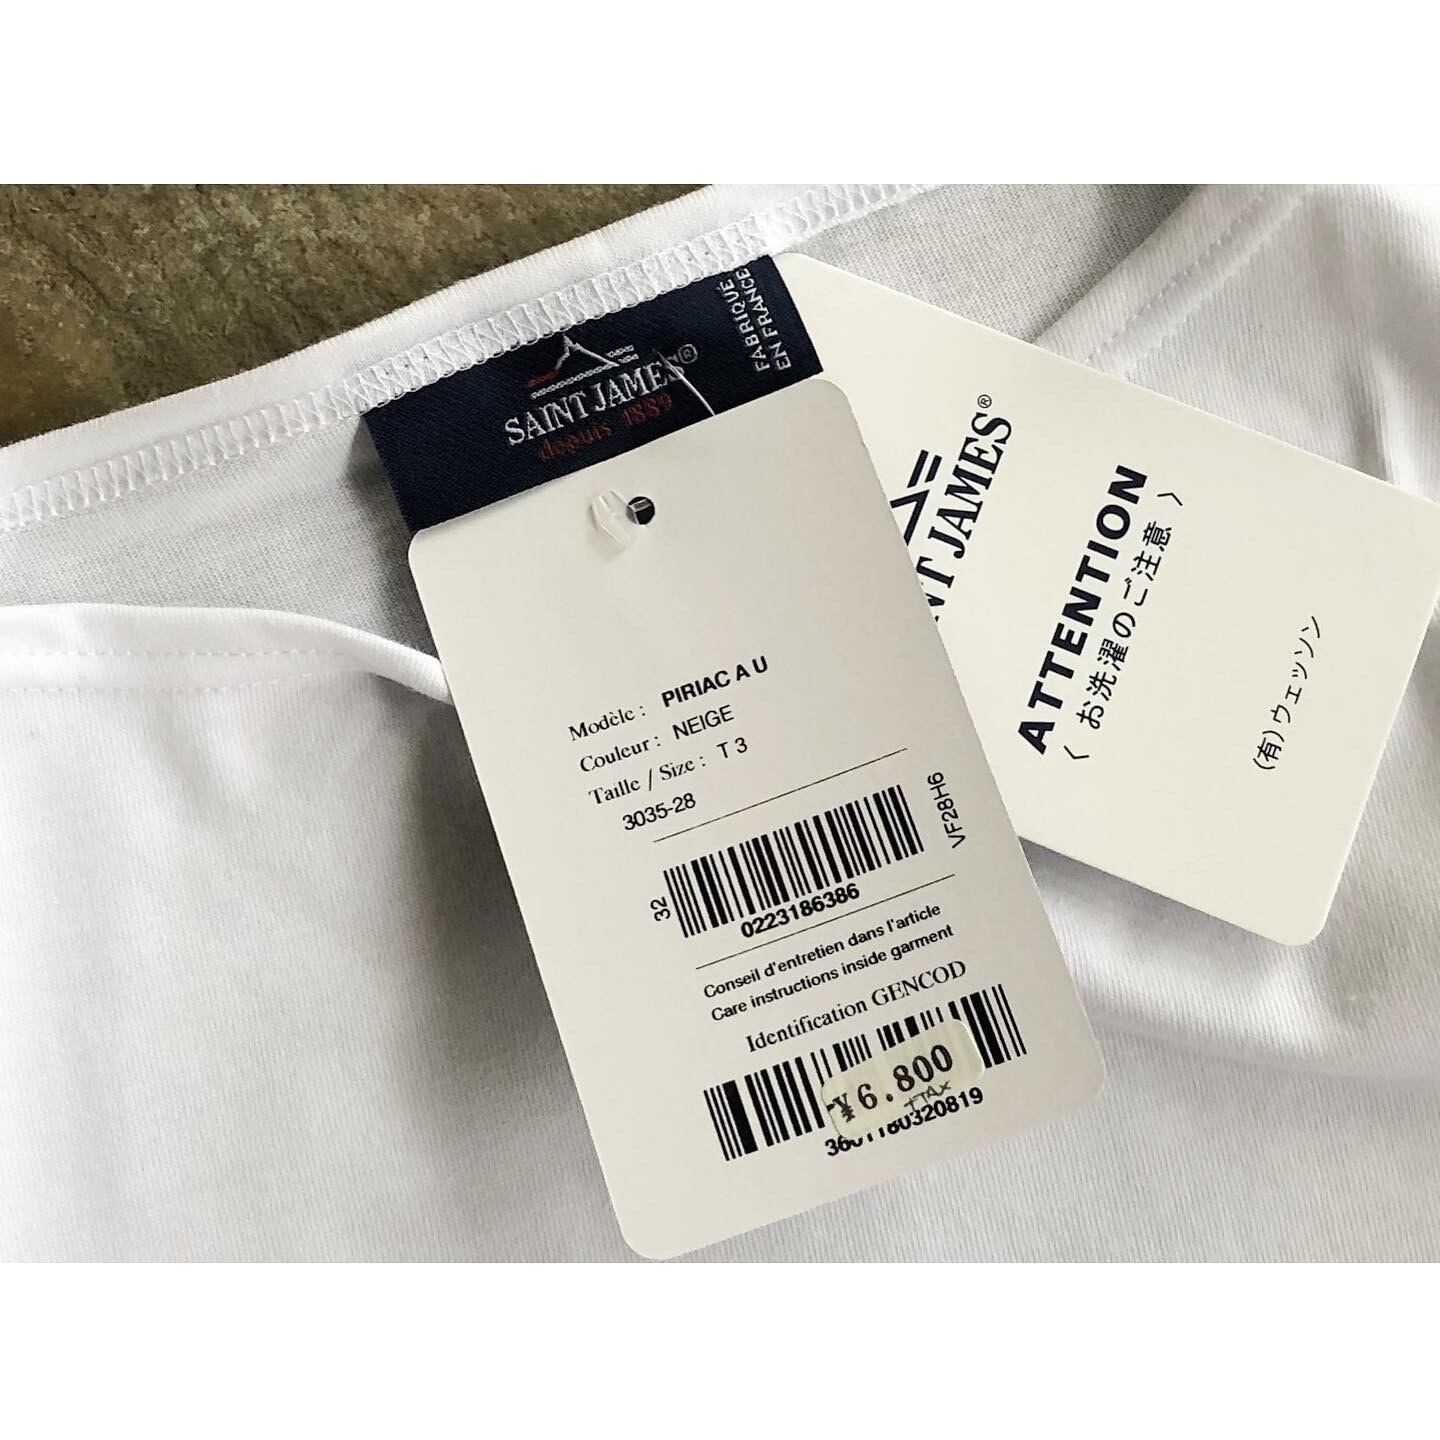 SAINT JAMES®
depuis 1889
FABRIQUÉ
EN FRANCE
Modèle : PIRIAC A U
Couleur : NEIGE
Taille / Size : T 3
3035-28
32
VF28H6
0223186386
Conseil d'entretien dans l'article
Care instructions inside garment
Identification GENCOD
¥6.800
+TAX
3601180320819
JAMES®
ATTENTION
〈 お洗濯のご注意 〉
(有)ウェッソン